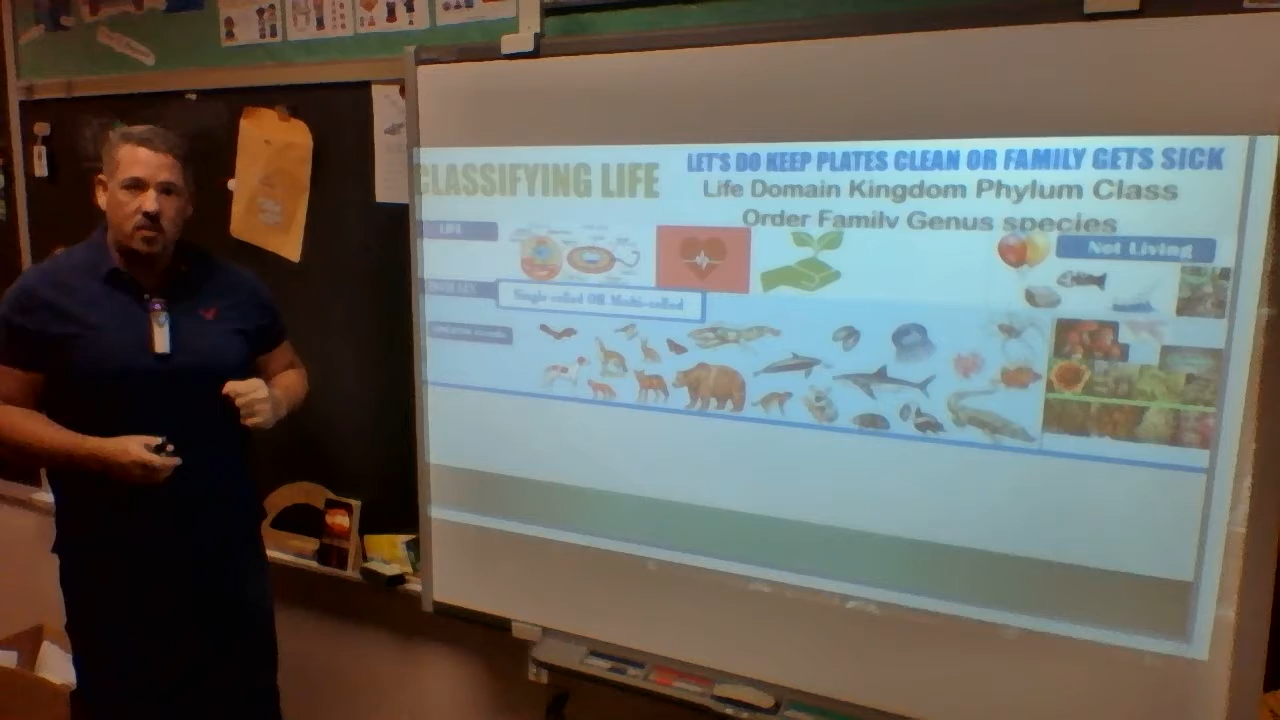 CLASSIFYING LIFE
LET'S DO KEEP PLATES CLEAN OR FAMILY GETS SICK
Life Domain Kingdom Phylum Class
Order Family Genus species
LIFE
Not Living
Single-celled OR Multi-celled